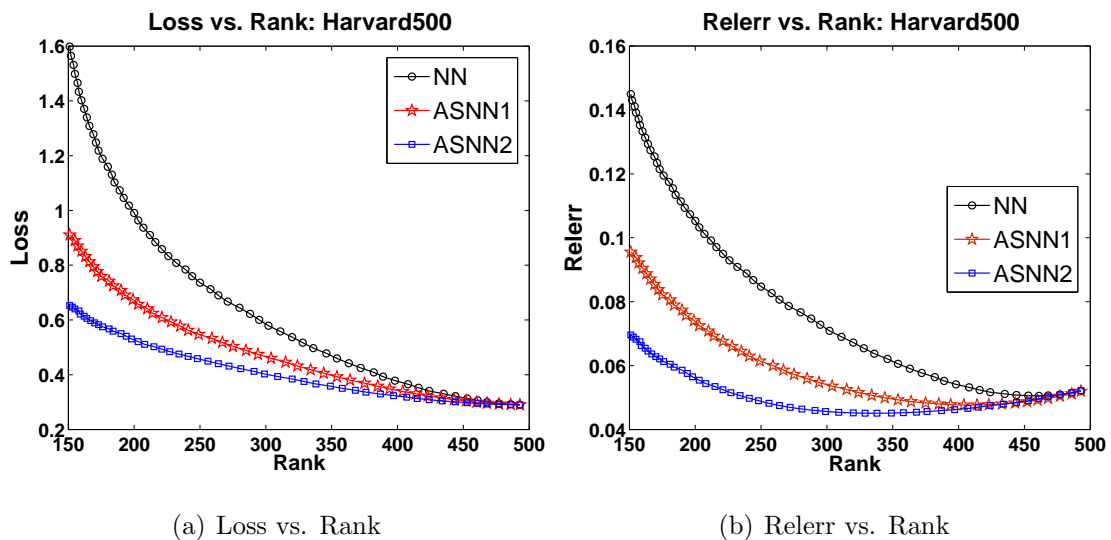 Loss vs. Rank: Harvard500
1.6
1.4
1.2
1
0.8
0.6
0.4
0.2
Loss
150
200
250
300
350
400
450
500
Rank
NN
ASNN1
ASNN2
(a) Loss vs. Rank
Relerr vs. Rank: Harvard500
0.16
0.14
0.12
0.1
0.08
0.06
0.04
Relerr
150
200
250
300
350
400
450
500
Rank
NN
ASNN1
ASNN2
(b) Relerr vs. Rank